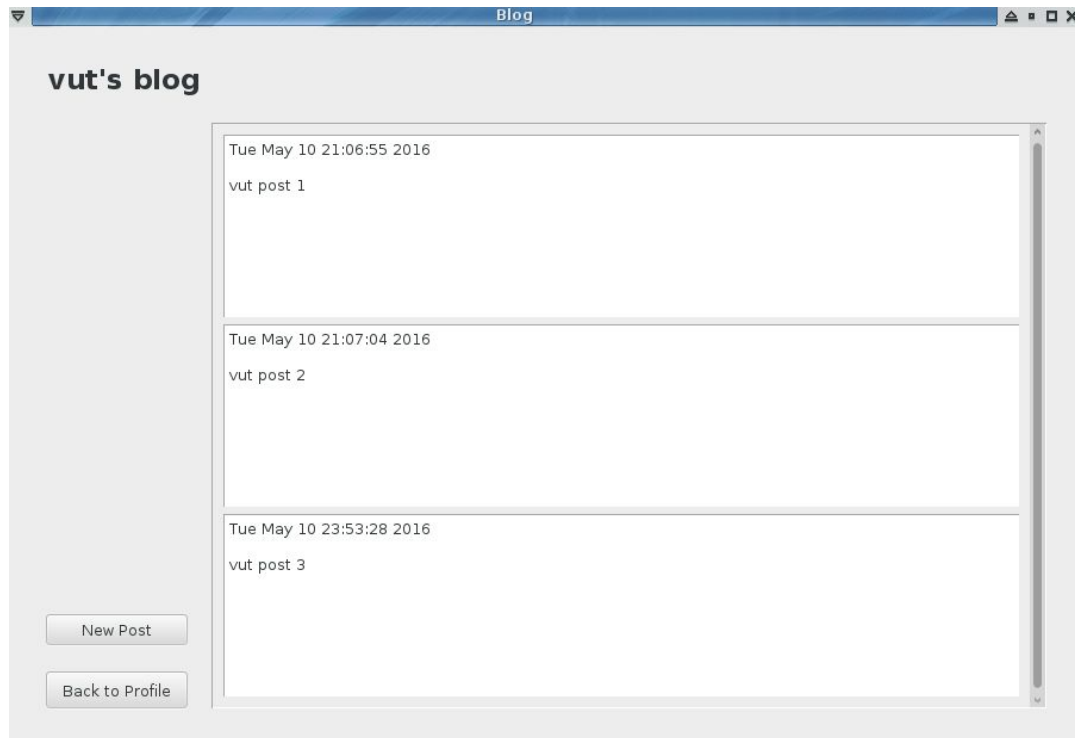 Blog
vut's blog
Tue May 10 21:06:55 2016
vut post 1
Tue May 10 21:07:04 2016
vut post 2
Tue May 10 23:53:28 2016
vut post 3
New Post
Back to Profile